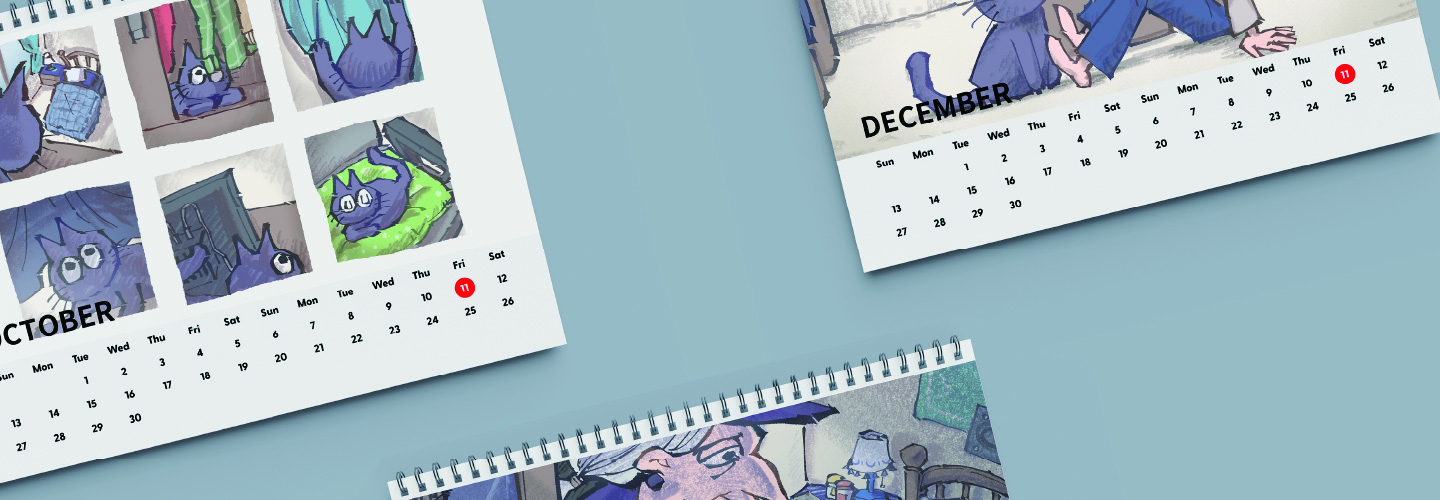 OCTOBER
Sun Mon Tue Wed Thu Fri Sat Sun Mon Tue Wed Thu Fri Sat
1 2 3 4 5 6 7 8 9 10 11 12
13 14 15 16 17 18 19 20 21 22 23 24 25 26
27 28 29 30
DECEMBER
Sun Mon Tue Wed Thu Fri Sat Sun Mon Tue Wed Thu Fri Sat
1 2 3 4 5 6 7 8 9 10 11 12
13 14 15 16 17 18 19 20 21 22 23 24 25 26
27 28 29 30